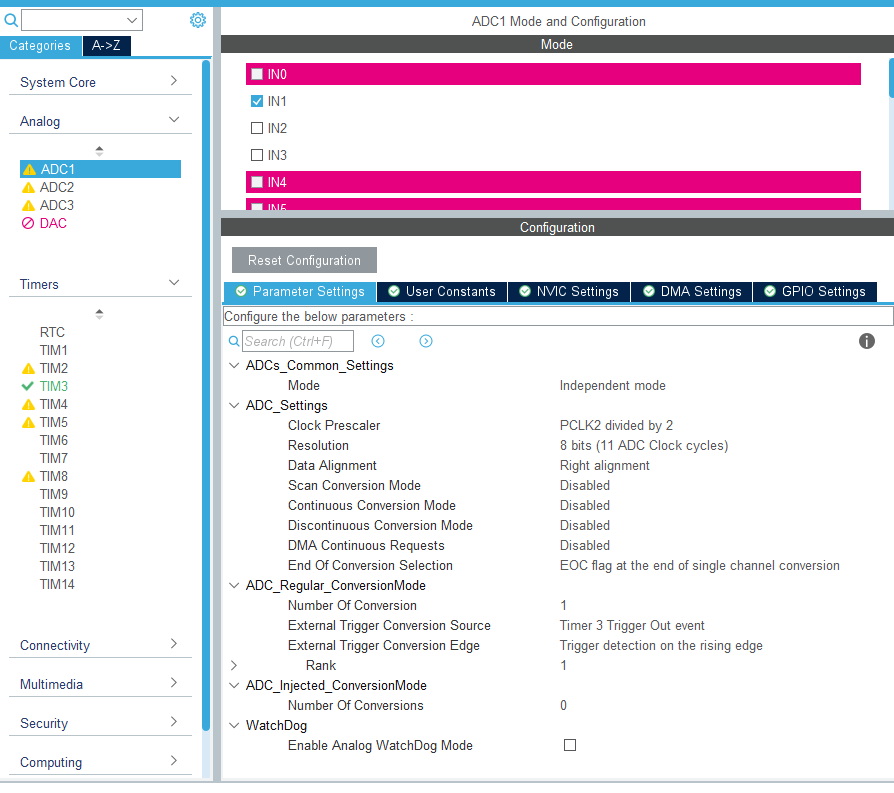 Categories
A->Z
System Core
Analog
ADC1
ADC2
ADC3
DAC
Timers
RTC
TIM1
TIM2
TIM3
TIM4
TIM5
TIM6
TIM7
TIM8
TIM9
TIM10
TIM11
TIM12
TIM13
TIM14
Connectivity
Multimedia
Security
Computing
ADC1 Mode and Configuration
Mode
IN0
IN1
IN2
IN3
IN4
IN5
Configuration
Reset Configuration
Parameter Settings
User Constants
NVIC Settings
DMA Settings
GPIO Settings
Configure the below parameters :
Search (Ctrl+F)
ADCs_Common_Settings
Mode Independent mode
ADC_Settings
Clock Prescaler PCLK2 divided by 2
Resolution 8 bits (11 ADC Clock cycles)
Data Alignment Right alignment
Scan Conversion Mode Disabled
Continuous Conversion Mode Disabled
Discontinuous Conversion Mode Disabled
DMA Continuous Requests Disabled
End Of Conversion Selection EOC flag at the end of single channel conversion
ADC_Regular_ConversionMode
Number Of Conversion 1
External Trigger Conversion Source Timer 3 Trigger Out event
External Trigger Conversion Edge Trigger detection on the rising edge
Rank 1
ADC_Injected_ConversionMode
Number Of Conversions 0
WatchDog
Enable Analog WatchDog Mode